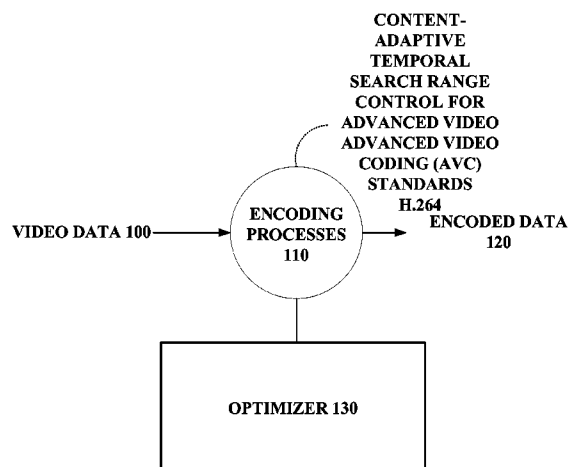 CONTENT-
ADAPTIVE
TEMPORAL
SEARCH RANGE
CONTROL FOR
ADVANCED VIDEO
ADVANCED VIDEO
CODING (AVC)
STANDARDS
H.264
VIDEO DATA 100
ENCODING
PROCESSES
110
ENCODED DATA
120
OPTIMIZER 130